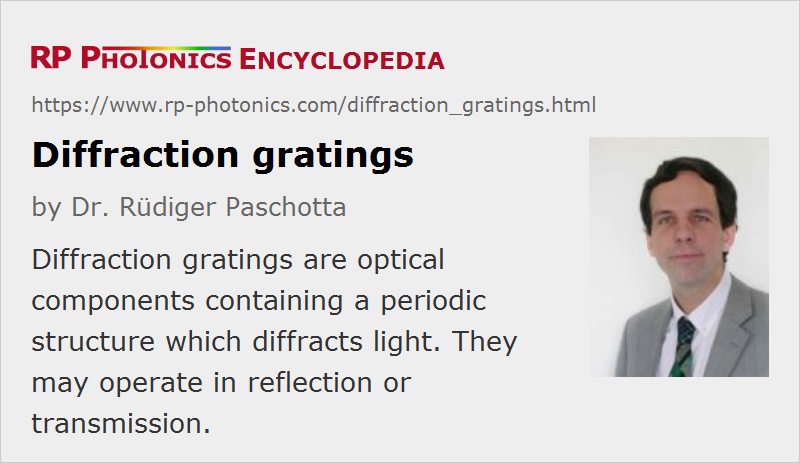 RP PHOTONICS ENCYCLOPEDIA
https://www.rp-photonics.com/diffraction_gratings.html
Diffraction gratings
by Dr. Rüdiger Paschotta
Diffraction gratings are optical
components containing a periodic
structure which diffracts light. They
may operate in reflection or
transmission.